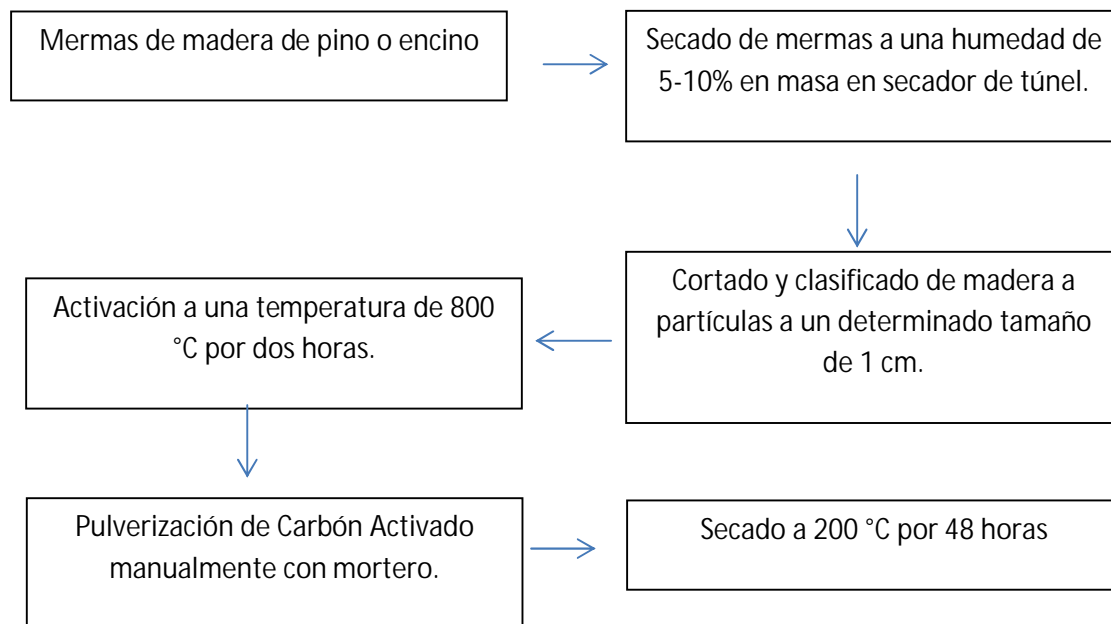 Mermas de madera de pino o encino
Secado de mermas a una humedad de
5-10% en masa en secador de túnel.
Cortado y clasificado de madera a
partículas a un determinado tamaño
de 1 cm.
Activación a una temperatura de 800
°C por dos horas.
Pulverización de Carbón Activado
manualmente con mortero.
Secado a 200 °C por 48 horas